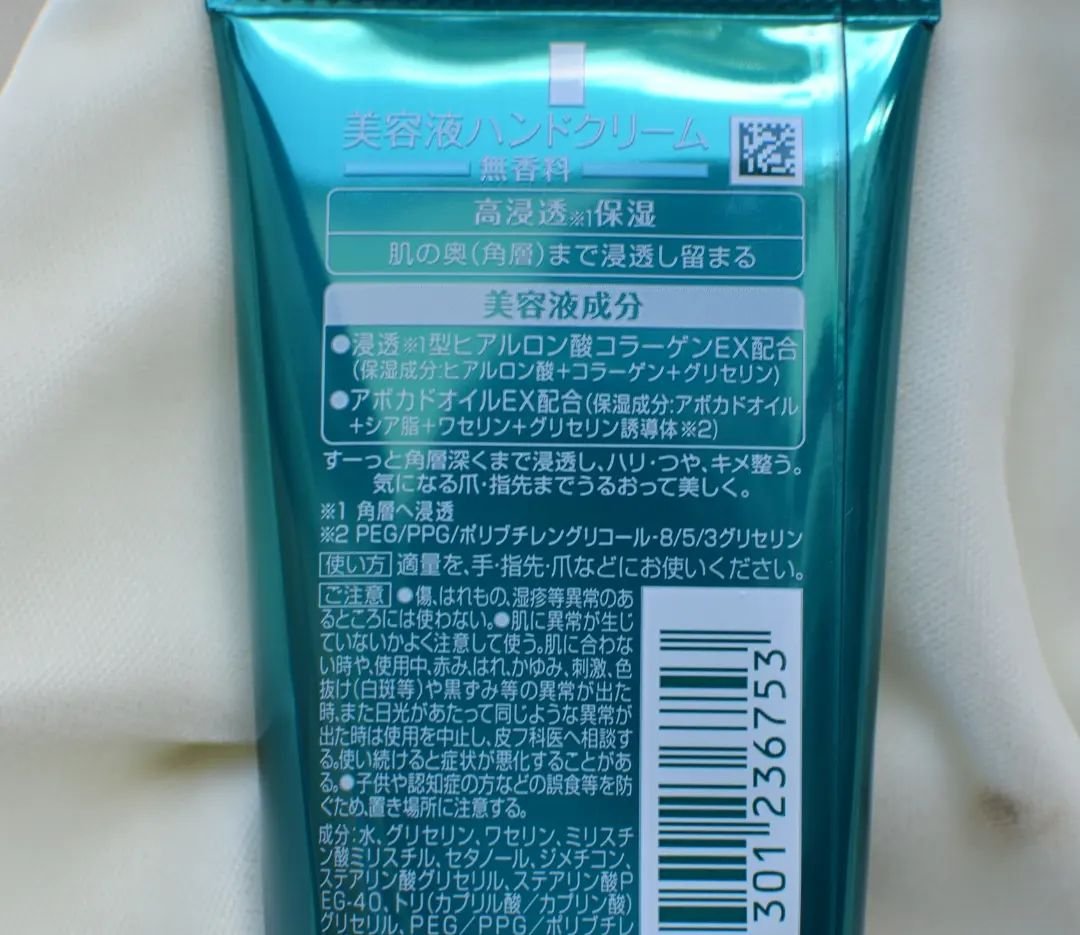 美容液ハンドクリーム
無香料
高浸透※1保湿
肌の奥(角層)まで浸透し留まる
美容液成分
●浸透※1型ヒアルロン酸コラーゲンEX配合
(保湿成分:ヒアルロン酸+コラーゲン+グリセリン)
●アボカドオイルEX配合(保湿成分:アボカドオイル
+シア脂+ワセリン+グリセリン誘導体※2)
すーっと角層深くまで浸透し、ハリ・つや、キメ整う。
気になる爪・指先までうるおって美しく。
※1 角層へ浸透
※2 PEG/PPG/ポリブチレングリコール-8/5/3グリセリン
使い方 適量を、手・指先・爪などにお使いください。
ご注意 ●傷、はれもの、湿疹等異常のあ
るところには使わない。●肌に異常が生じ
ていないかよく注意して使う。肌に合わな
い時や、使用中、赤み、はれ、かゆみ、刺激、色
抜け(白斑等)や黒ずみ等の異常が出た
時、また日光があたって同じような異常が
出た時は使用を中止し、皮フ科医へ相談す
る。使い続けると症状が悪化することがあ
る。●子供や認知症の方などの誤食等を防
ぐため、置き場所に注意する。
成分:水、グリセリン、ワセリン、ミリスチ
ン酸ミリスチル、セタノール、ジメチコン、
ステアリン酸グリセリル、ステアリン酸P
EG-40、トリ(カプリル酸/カプリン酸)
グリセリル、PEG/PPG/ポリブチレ
301236753